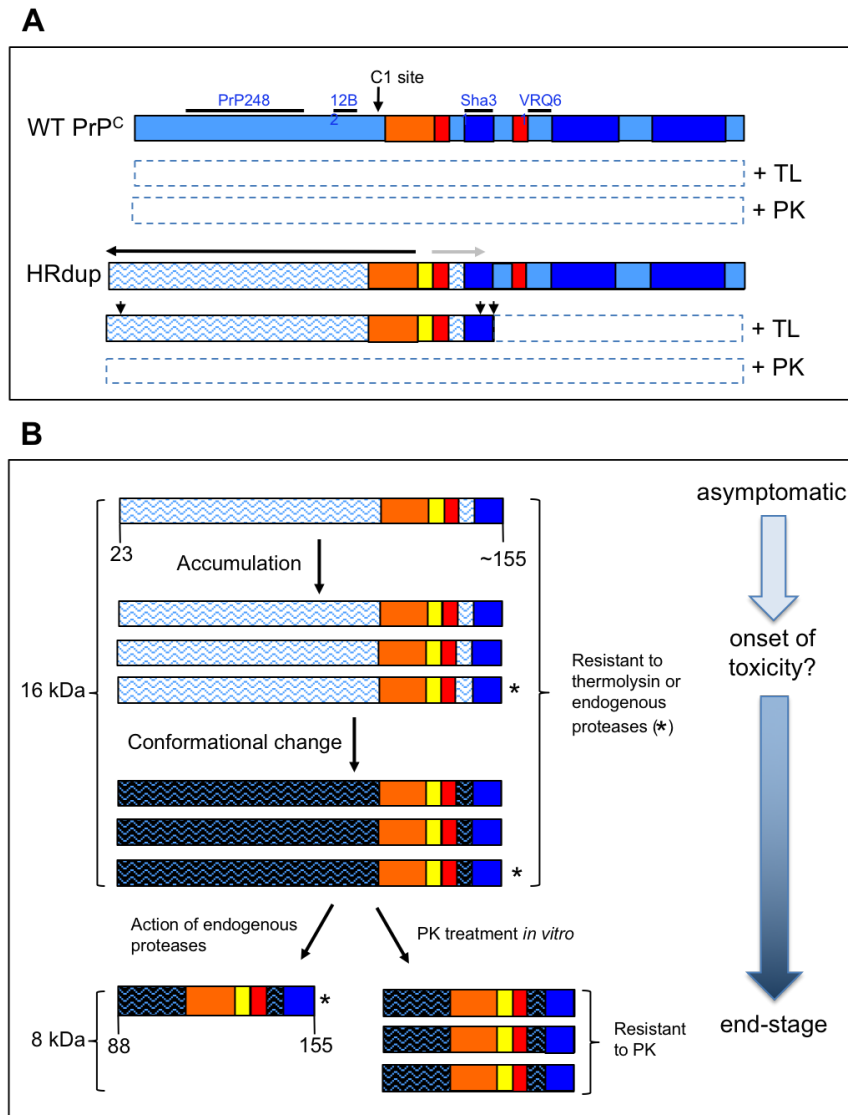 A
C1 site
PrP248
12B
2
Sha3
1
VRQ6
1
WT PrPC
+ TL
+ PK
HRdup
+ TL
+ PK
B
asymptomatic
23
~155
Accumulation
onset of
toxicity?
Resistant to
thermolysin or
endogenous
proteases (*)
16 kDa
*
Conformational change
*
Action of endogenous
proteases
PK treatment in vitro
*
8 kDa
88
155
Resistant
to PK
end-stage